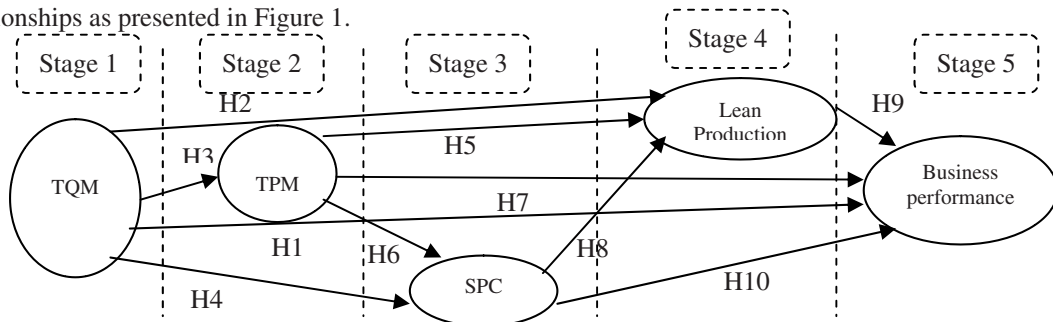 onships as presented in Figure 1.
Stage 1
Stage 2
Stage 3
Stage 4
Stage 5
H2
H5
H9
H3
TQM
TPM
Lean
Production
Business
performance
H7
H1
H6
H8
SPC
H4
H10